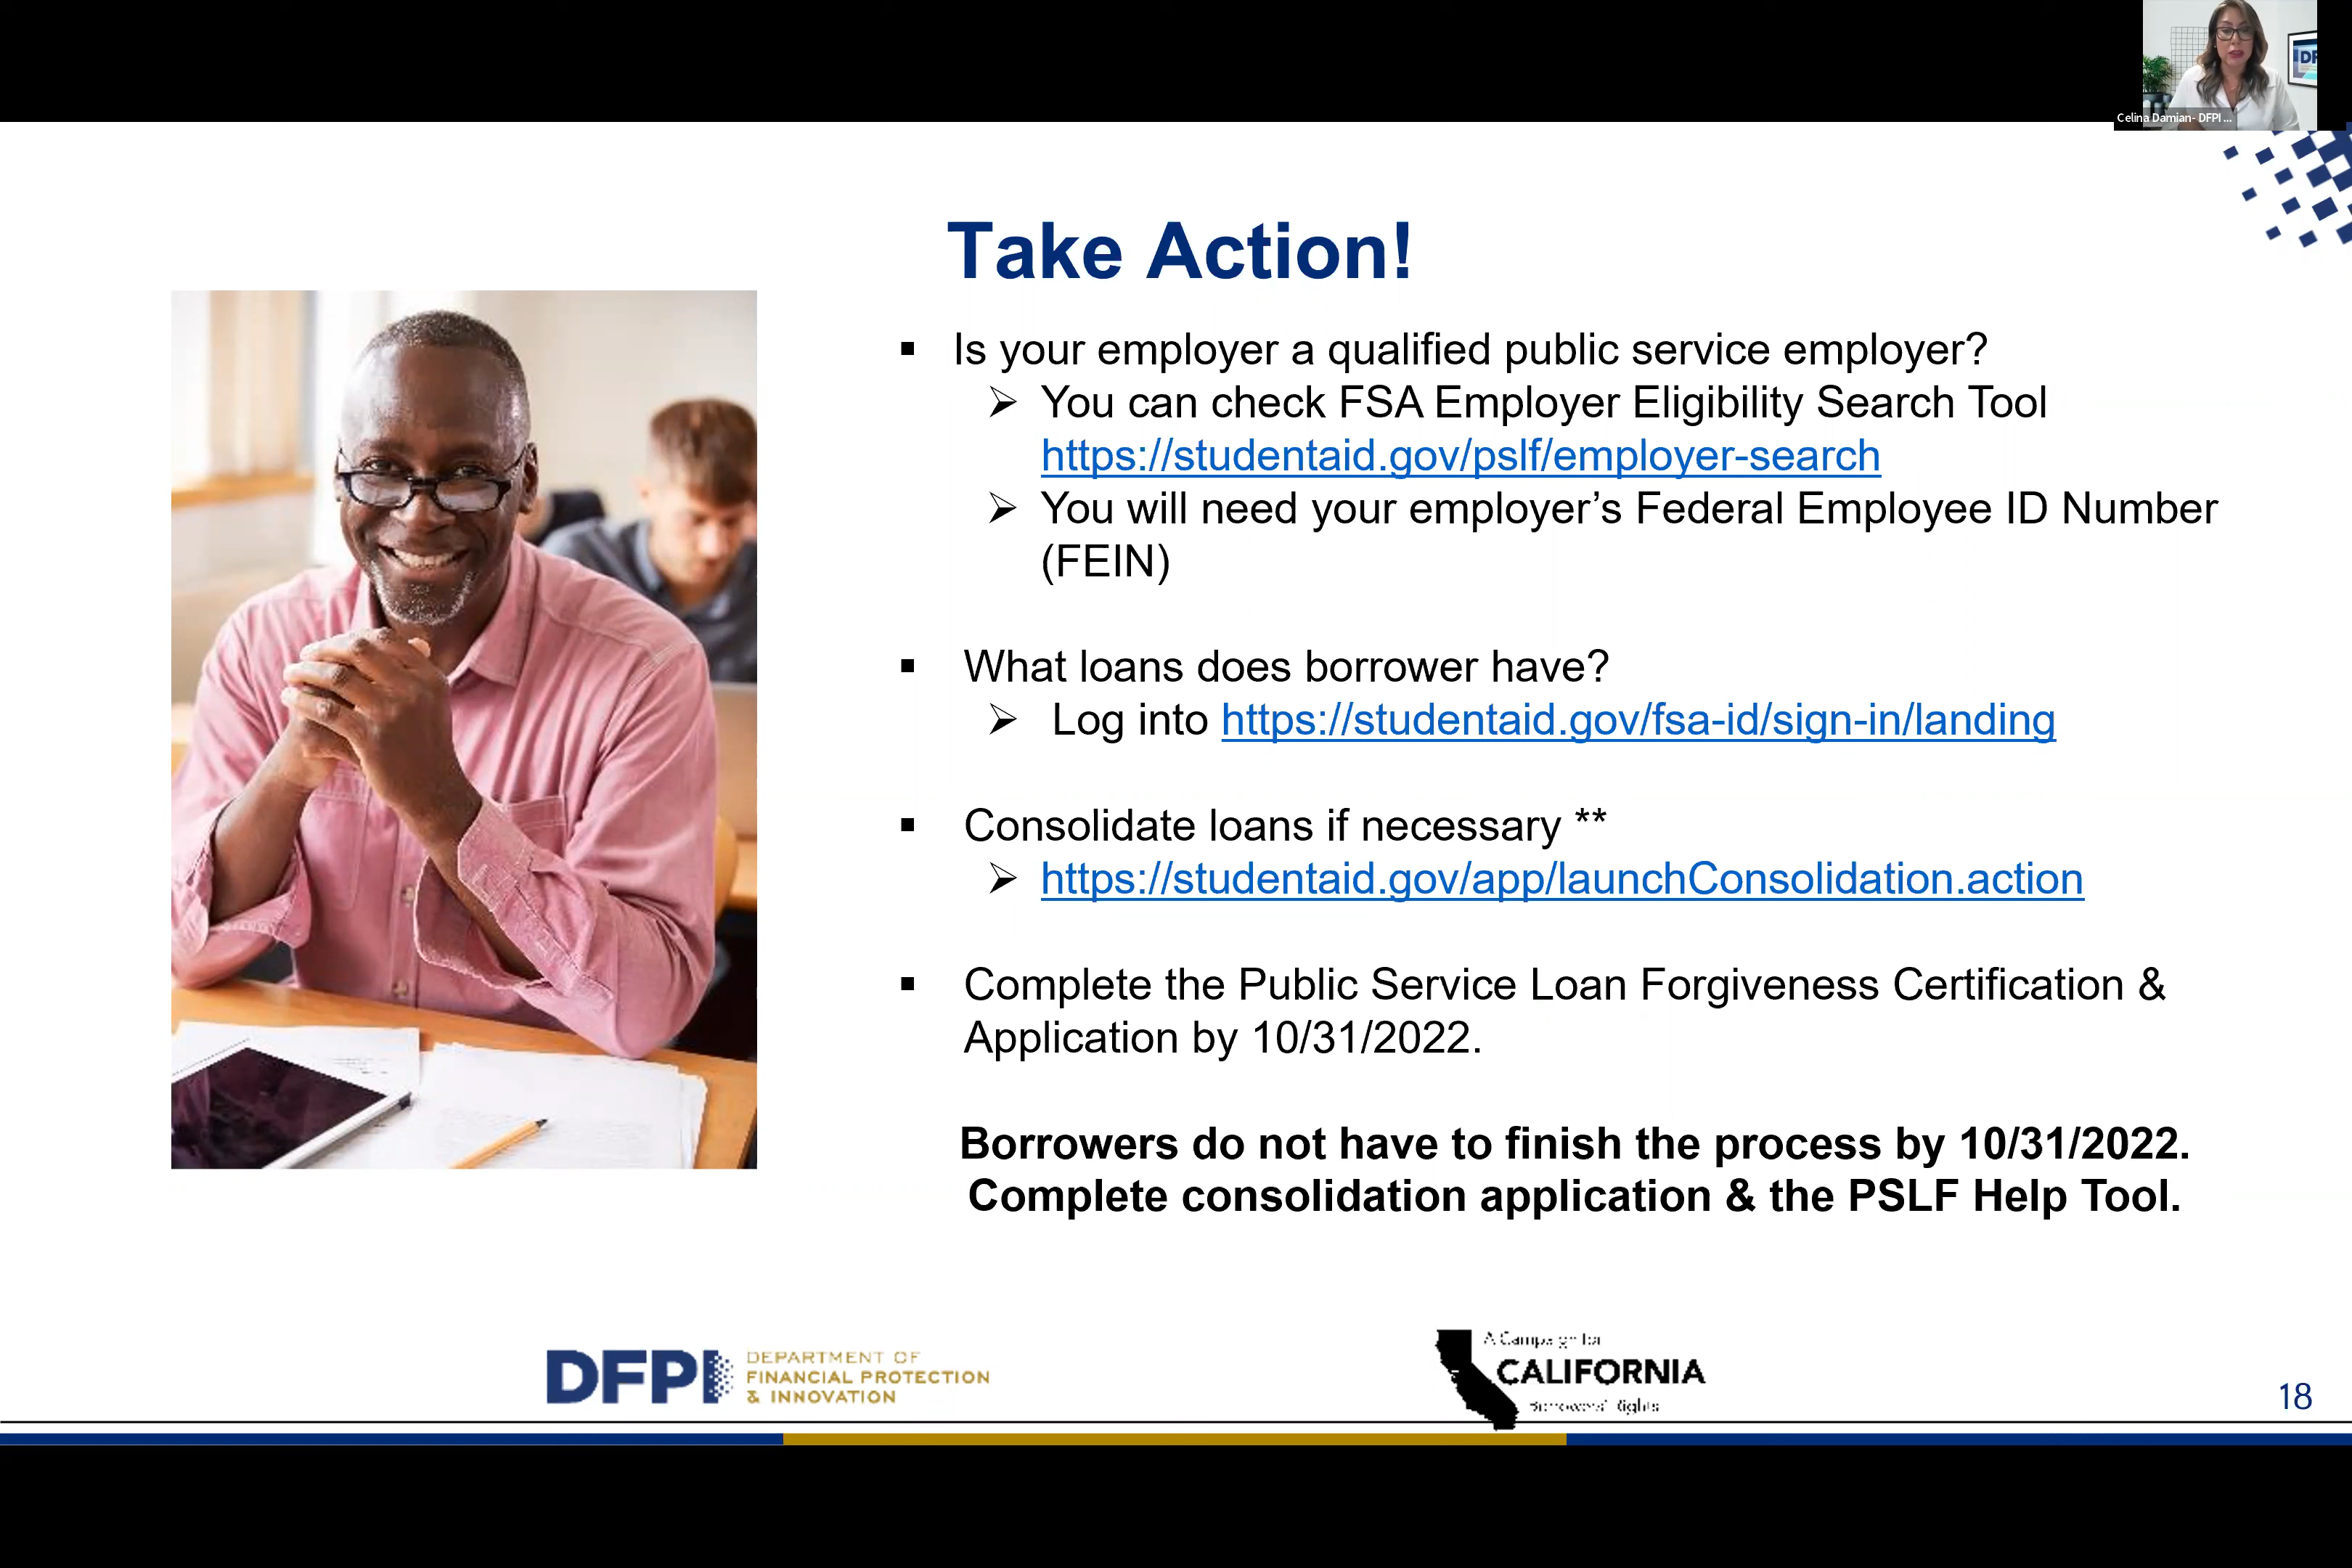 Celina Damian- DFPI ...
Take Action!
▪ Is your employer a qualified public service employer?
➢ You can check FSA Employer Eligibility Search Tool
https://studentaid.gov/pslf/employer-search
➢ You will need your employer’s Federal Employee ID Number
(FEIN)
▪ What loans does borrower have?
➢ Log into https://studentaid.gov/fsa-id/sign-in/landing
▪ Consolidate loans if necessary **
➢ https://studentaid.gov/app/launchConsolidation.action
▪ Complete the Public Service Loan Forgiveness Certification &
Application by 10/31/2022.
Borrowers do not have to finish the process by 10/31/2022.
Complete consolidation application & the PSLF Help Tool.
DFPI
DEPARTMENT OF
FINANCIAL PROTECTION
& INNOVATION
A Campaign for
CALIFORNIA
Borrowers' Rights
18